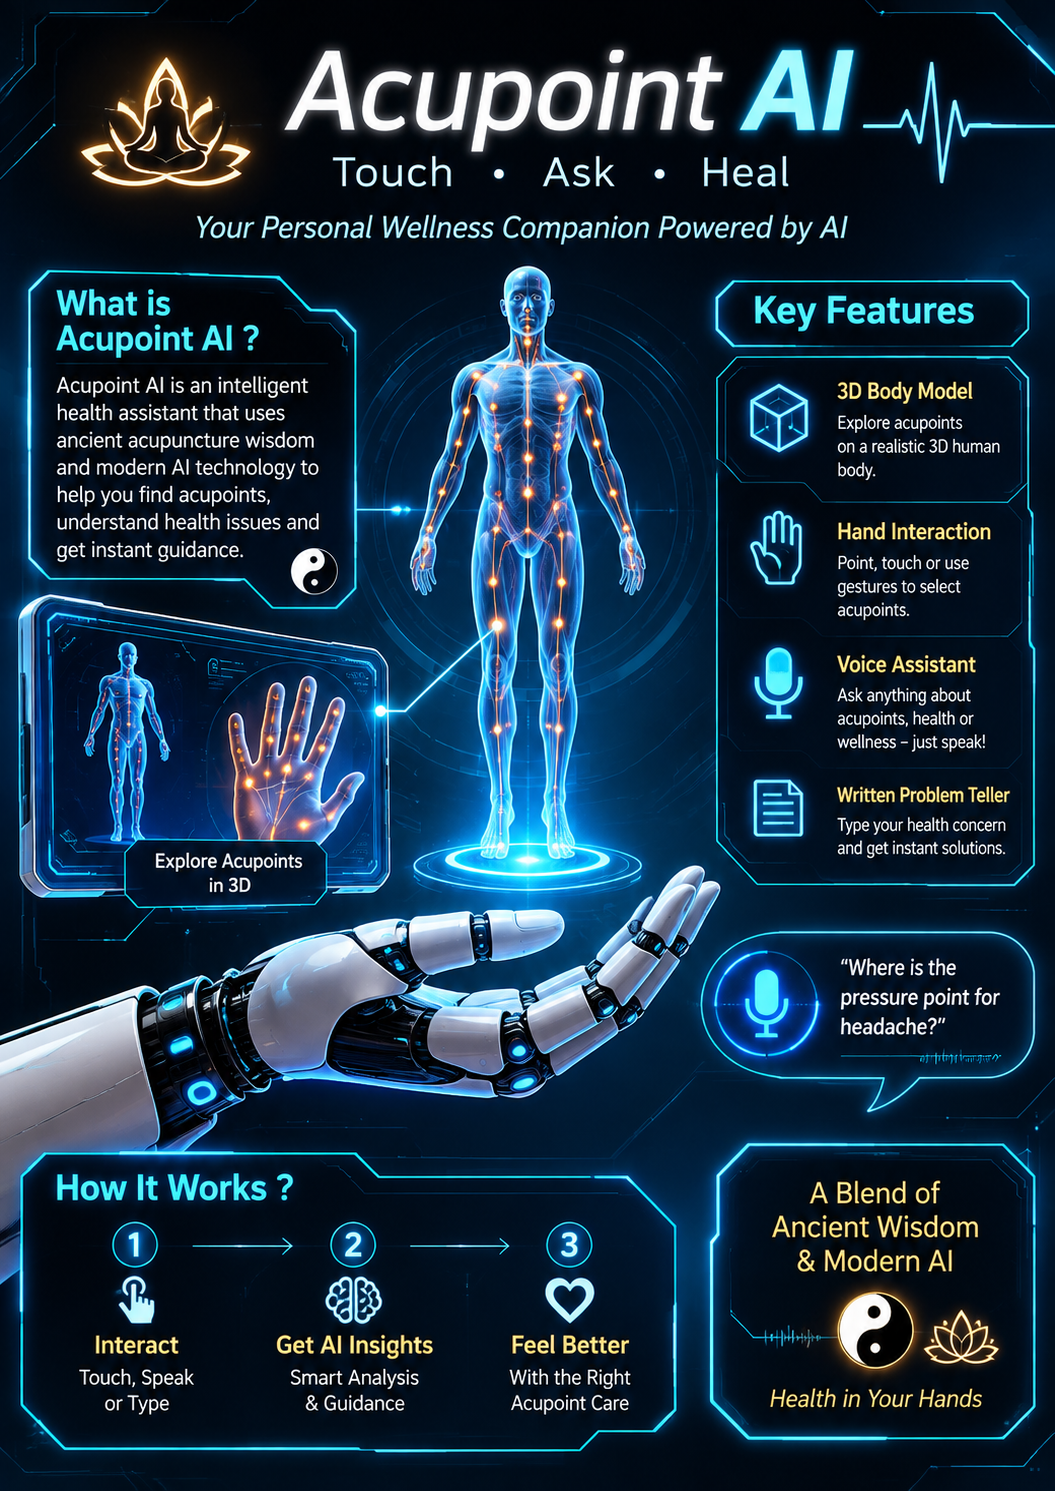 Acupoint AI
Touch • Ask • Heal
Your Personal Wellness Companion Powered by AI
What is
Acupoint AI ?
Acupoint AI is an intelligent
health assistant that uses
ancient acupuncture wisdom
and modern AI technology to
help you find acupoints,
understand health issues and
get instant guidance.
Explore Acupoints
in 3D
Key Features
3D Body Model
Explore acupoints
on a realistic 3D human
body.
Hand Interaction
Point, touch or use
gestures to select
acupoints.
Voice Assistant
Ask anything about
acupoints, health or
wellness – just speak!
Written Problem Teller
Type your health concern
and get instant solutions.
“Where is the
pressure point for
headache?”
How It Works ?
1 2 3
Interact
Touch, Speak
or Type
Get AI Insights
Smart Analysis
& Guidance
Feel Better
With the Right
Acupoint Care
A Blend of
Ancient Wisdom
& Modern AI
Health in Your Hands